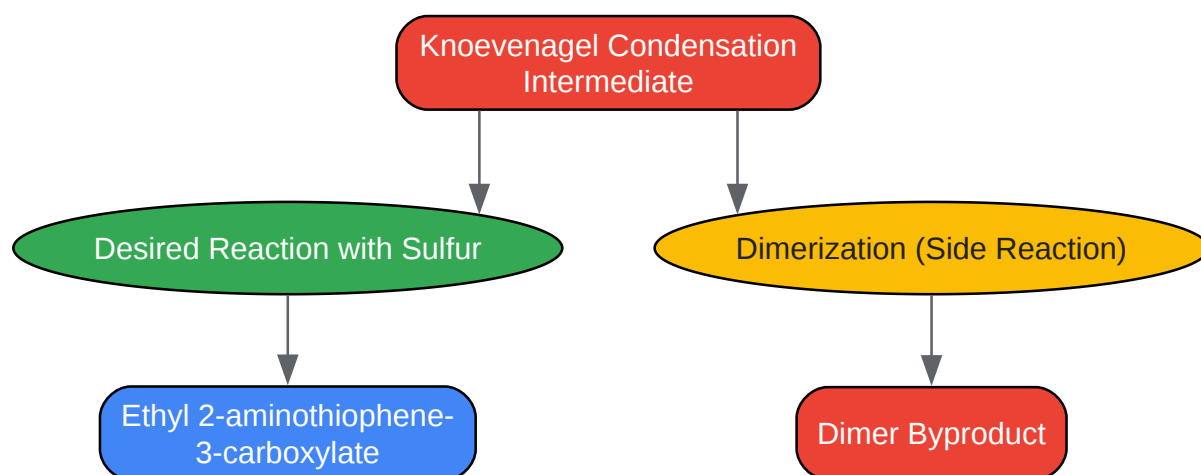 Knoevenagel Condensation
Intermediate
Desired Reaction with Sulfur
Dimerization (Side Reaction)
Ethyl 2-aminothiophene-
3-carboxylate
Dimer Byproduct